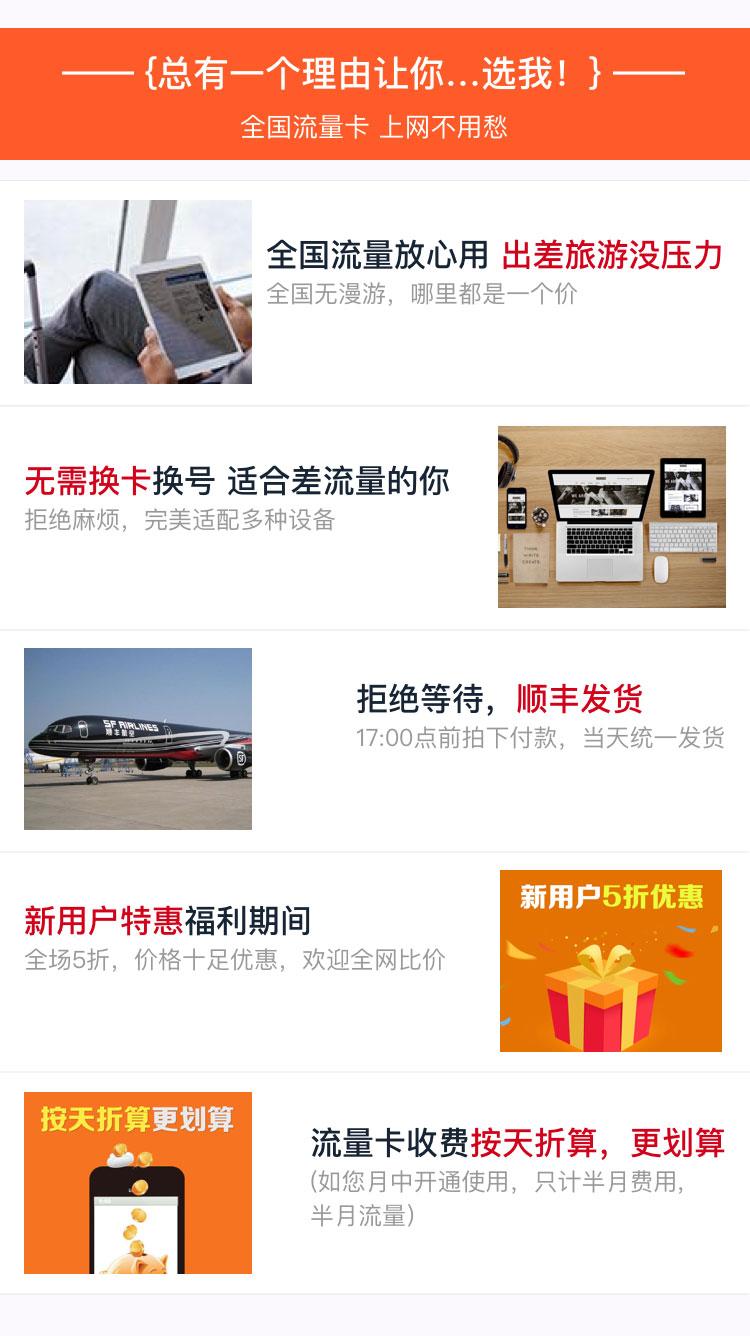 {总有一个理由让你...选我！}
全国流量卡 上网不用愁
全国流量放心用 出差旅游没压力
全国无漫游，哪里都是一个价
无需换卡换号 适合差流量的你
拒绝麻烦，完美适配多种设备
THINK
WRITE
CREATE
SF AIRLINES
顺丰航空
SF
拒绝等待，顺丰发货
17:00点前拍下付款，当天统一发货
新用户特惠福利期间
全场5折，价格十足优惠，欢迎全网比价
新用户5折优惠
按天折算更划算
流量卡收费按天折算，更划算
(如您月中开通使用，只计半月费用，
半月流量)